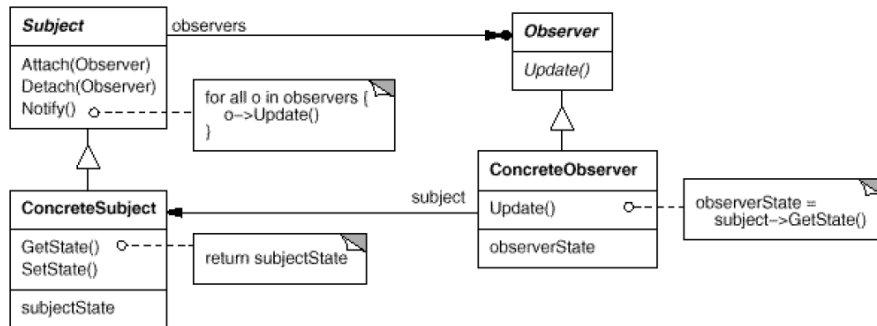 Subject
Attach(Observer)
Detach(Observer)
Notify()
observers
Observer
Update()
for all o in observers {
o->Update()
}
ConcreteSubject
GetState()
SetState()
subjectState
return subjectState
subject
ConcreteObserver
Update()
observerState
observerState =
subject->GetState()